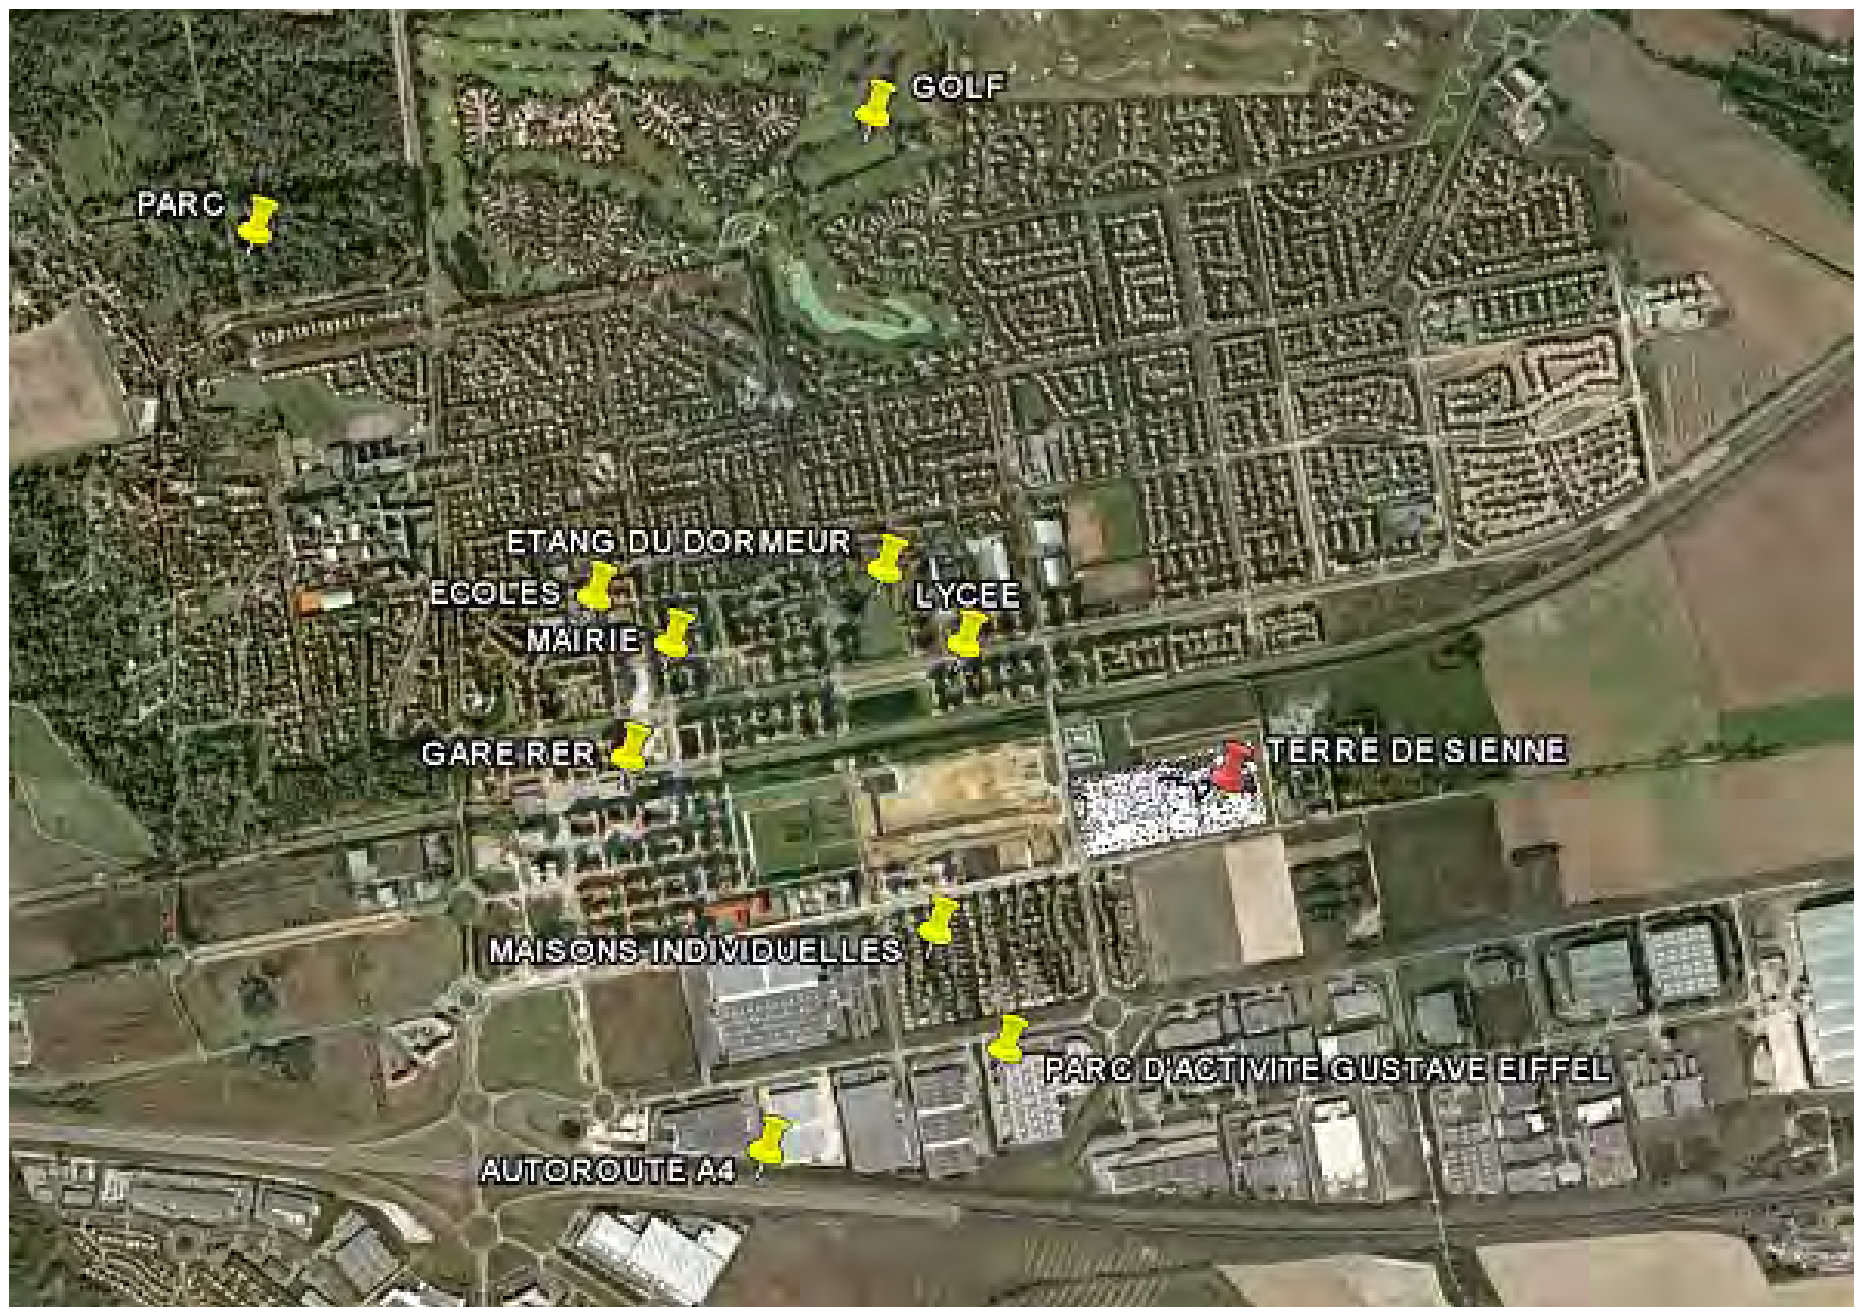 GOLF
PARC
ETANG DU DORMEUR
ECOLES
LYCEE
MAIRIE
GARE RER
TERRE DE SIENNE
MAISONS INDIVIDUELLES
PARC D'ACTIVITE GUSTAVE EIFFEL
AUTOROUTE A4